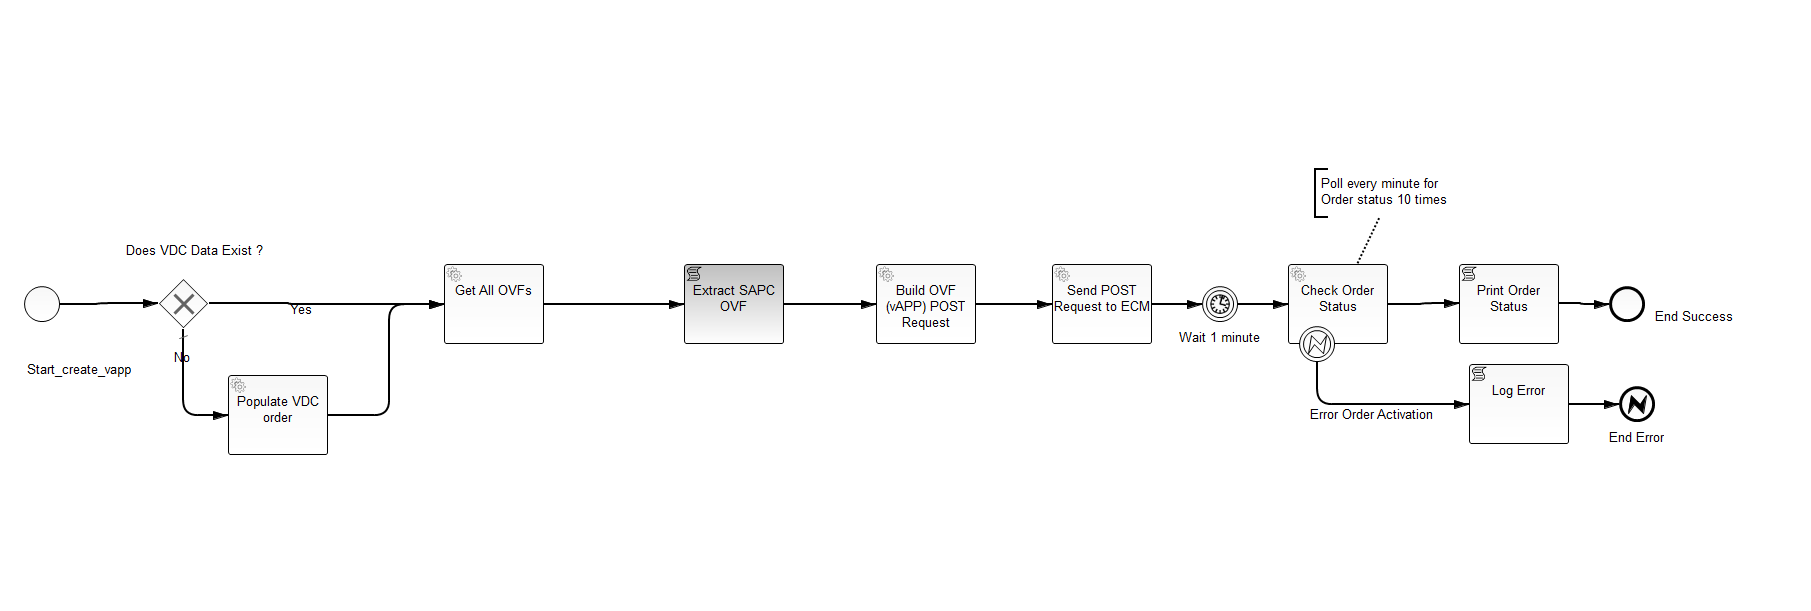 Poll every minute for
Order status 10 times
Does VDC Data Exist ?
Yes
No
Start_create_vapp
Populate VDC
order
Get All OVFs
Extract SAPC
OVF
Build OVF
(vAPP) POST
Request
Send POST
Request to ECM
Wait 1 minute
Check Order
Status
Print Order
Status
End Success
Error Order Activation
Log Error
End Error